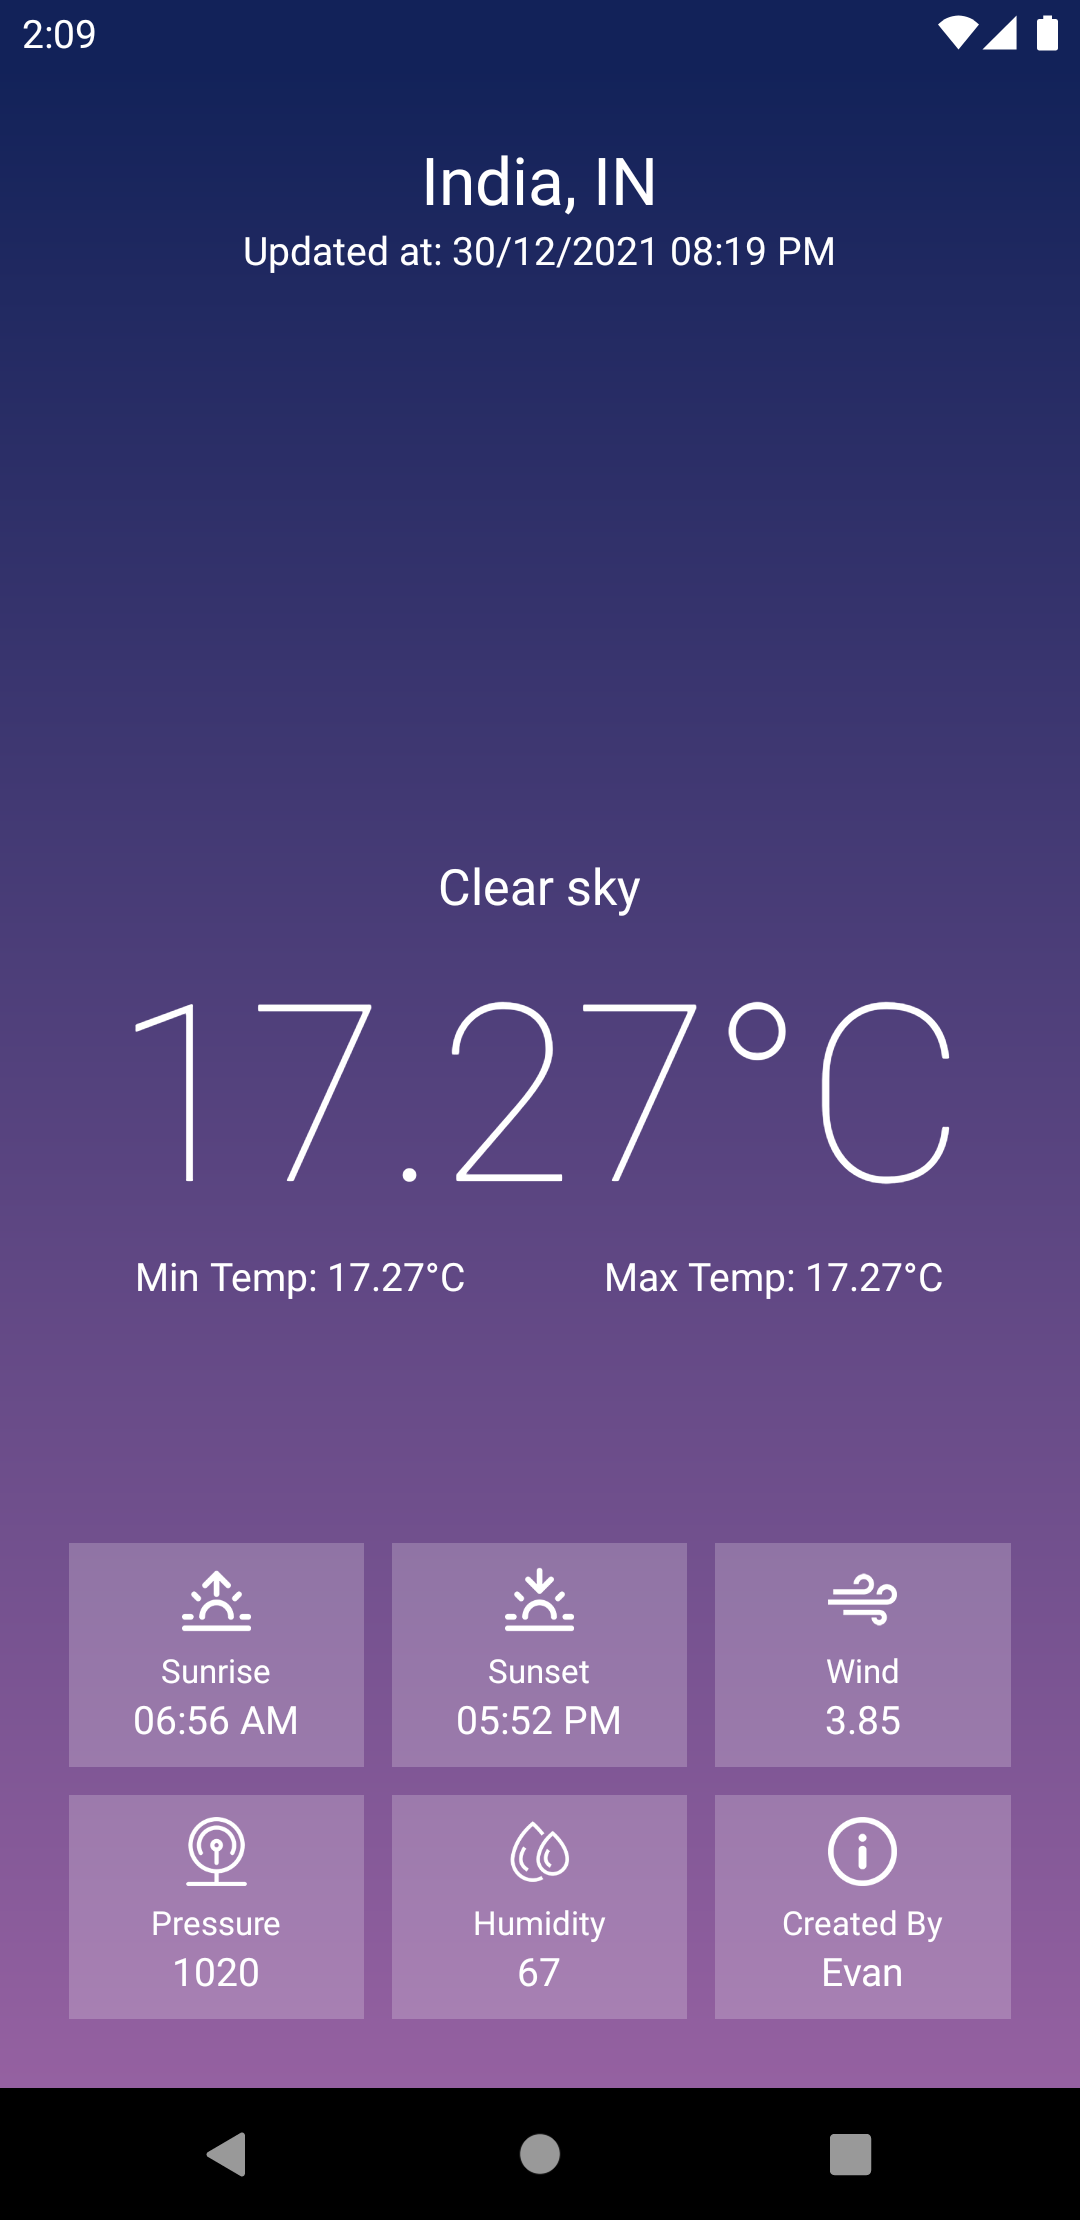 2:09
India, IN
Updated at: 30/12/2021 08:19 PM
Clear sky
17.27°C
Min Temp: 17.27°C
Max Temp: 17.27°C
Sunrise
06:56 AM
Sunset
05:52 PM
Wind
3.85
Pressure
1020
Humidity
67
Created By
Evan